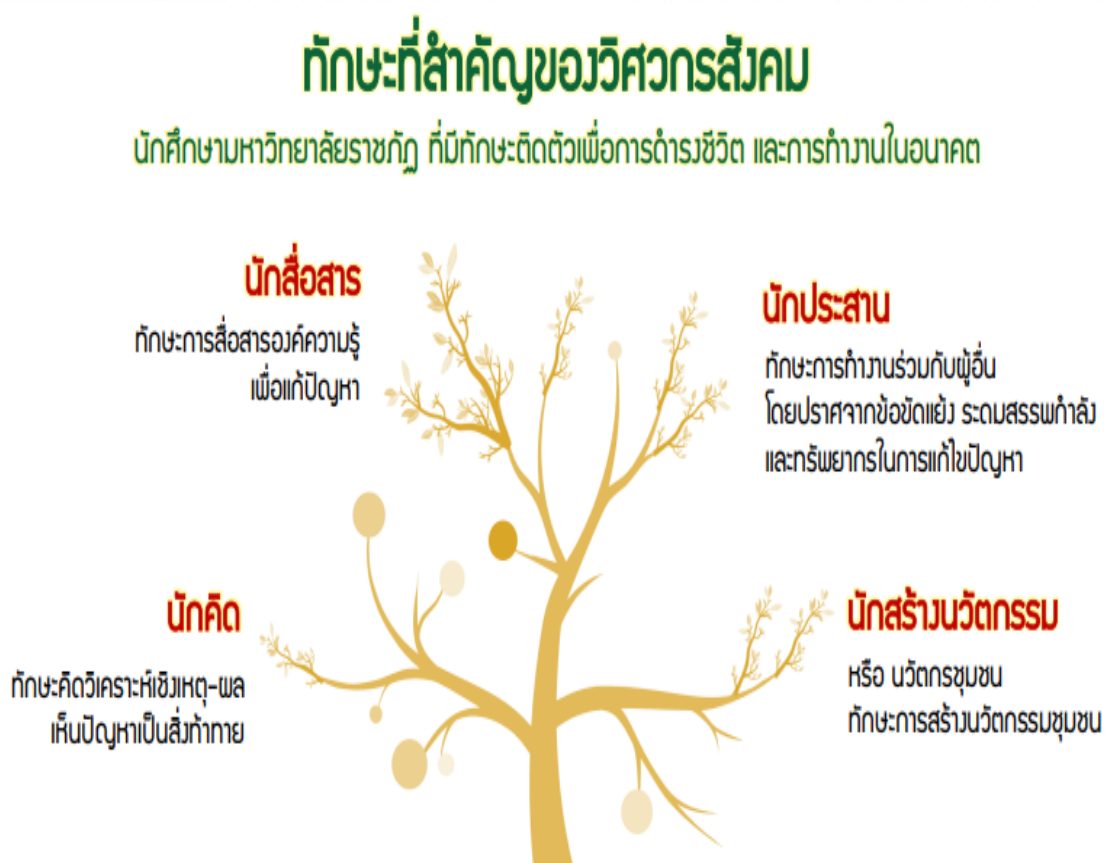 ทักษะที่สำคัญของวิศวกรสังคม
นักศึกษามหาวิทยาลัยราชภัฏ ที่มีทักษะติดตัวเพื่อการดำรงชีวิต และการทำงานในอนาคต
นักสื่อสาร
ทักษะการสื่อสารองค์ความรู้
เพื่อแก้ปัญหา
นักประสาน
ทักษะการทำงานร่วมกับผู้อื่น
โดยปราศจากข้อขัดแย้ง ระดมสรรพกำลัง
และทรัพยากรในการแก้ไขปัญหา
นักคิด
ทักษะคิดวิเคราะห์เชิงเหตุ-ผล
เห็นปัญหาเป็นสิ่งท้าทาย
นักสร้างนวัตกรรม
หรือ นวัตกรชุมชน
ทักษะการสร้างนวัตกรรมชุมชน